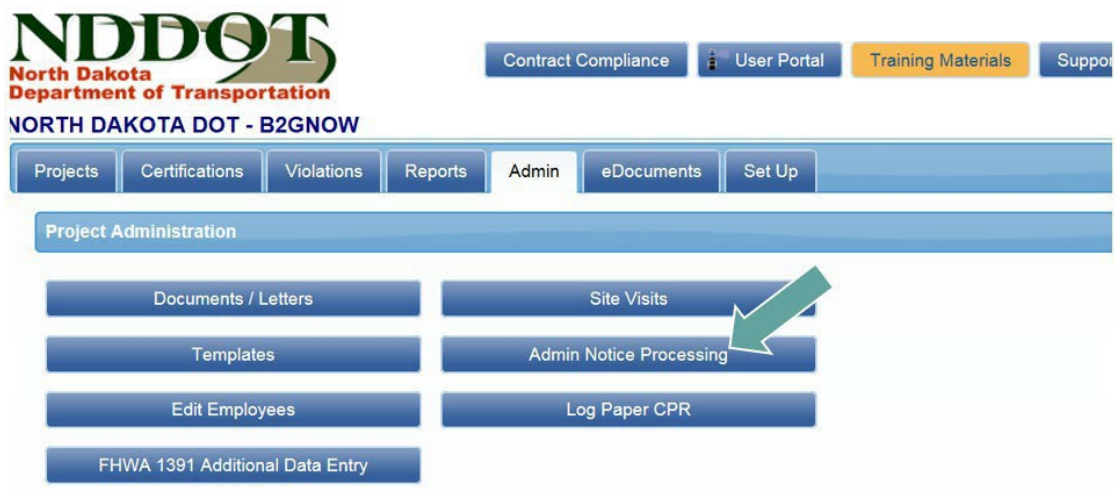 NDDOT
North Dakota
Department of Transportation
NORTH DAKOTA DOT - B2GNOW
Contract Compliance User Portal Training Materials Suppor
Projects Certifications Violations Reports Admin eDocuments Set Up
Project Administration
Documents / Letters Site Visits
Templates Admin Notice Processing
Edit Employees Log Paper CPR
FHWA 1391 Additional Data Entry